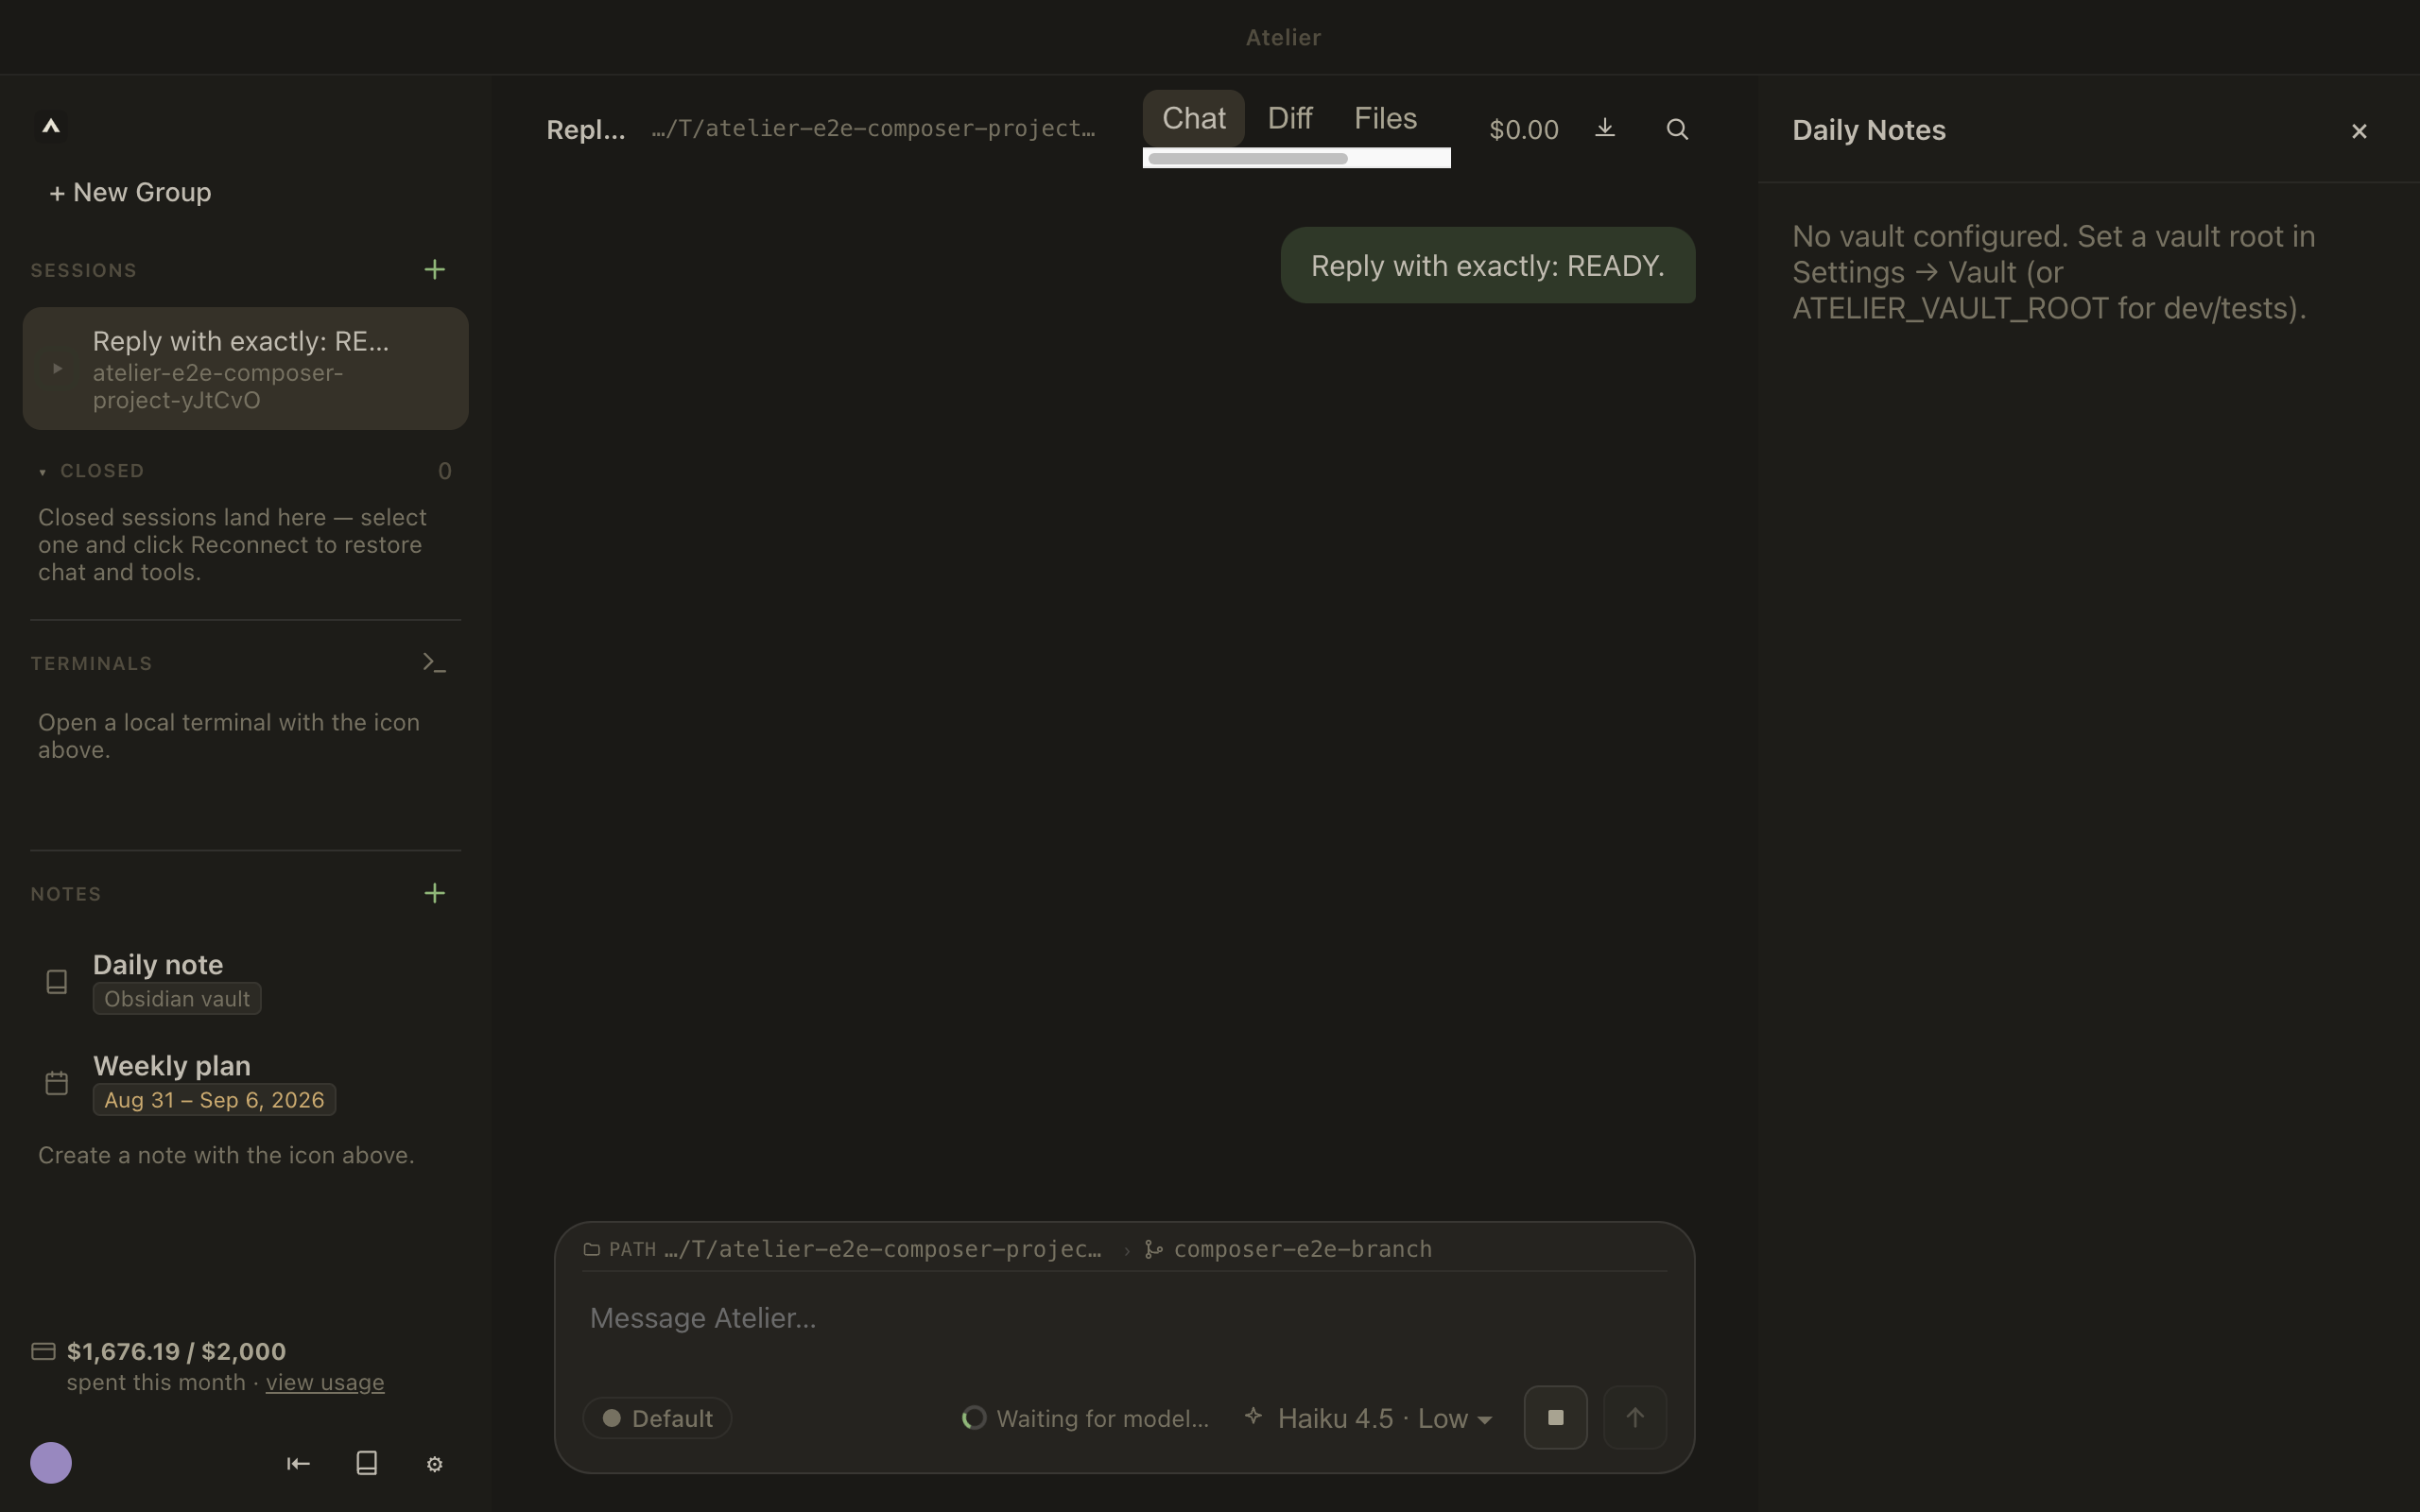 Atelier
+ New Group
SESSIONS
Reply with exactly: RE...
atelier-e2e-composer-
project-yJtCvO
CLOSED 0
Closed sessions land here — select
one and click Reconnect to restore
chat and tools.
TERMINALS
Open a local terminal with the icon
above.
NOTES
Daily note
Obsidian vault
Weekly plan
Aug 31 – Sep 6, 2026
Create a note with the icon above.
$1,676.19 / $2,000
spent this month · view usage
Repl... …/T/atelier-e2e-composer-project… Chat Diff Files $0.00
Reply with exactly: READY.
PATH …/T/atelier-e2e-composer-projec… › composer-e2e-branch
Message Atelier...
Default Waiting for model... Haiku 4.5 · Low
Daily Notes
No vault configured. Set a vault root in
Settings → Vault (or
ATELIER_VAULT_ROOT for dev/tests).